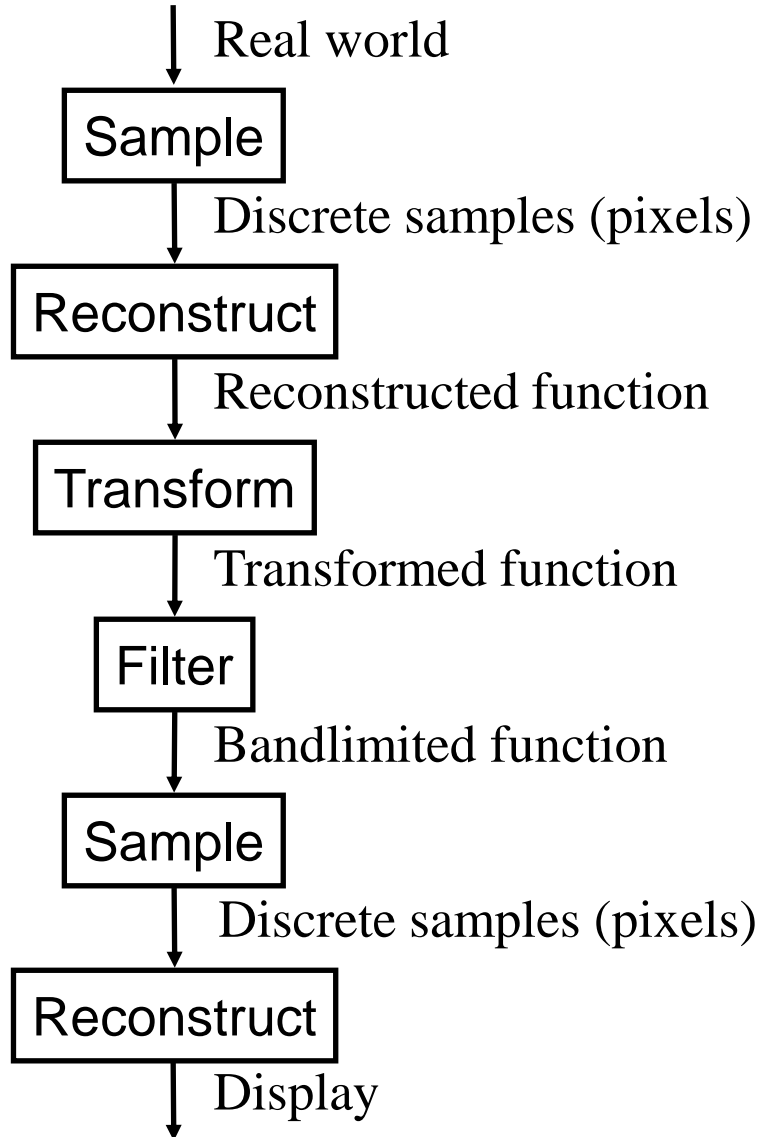 Real world
Sample
Discrete samples (pixels)
Reconstruct
Reconstructed function
Transform
Transformed function
Filter
Bandlimited function
Sample
Discrete samples (pixels)
Reconstruct
Display